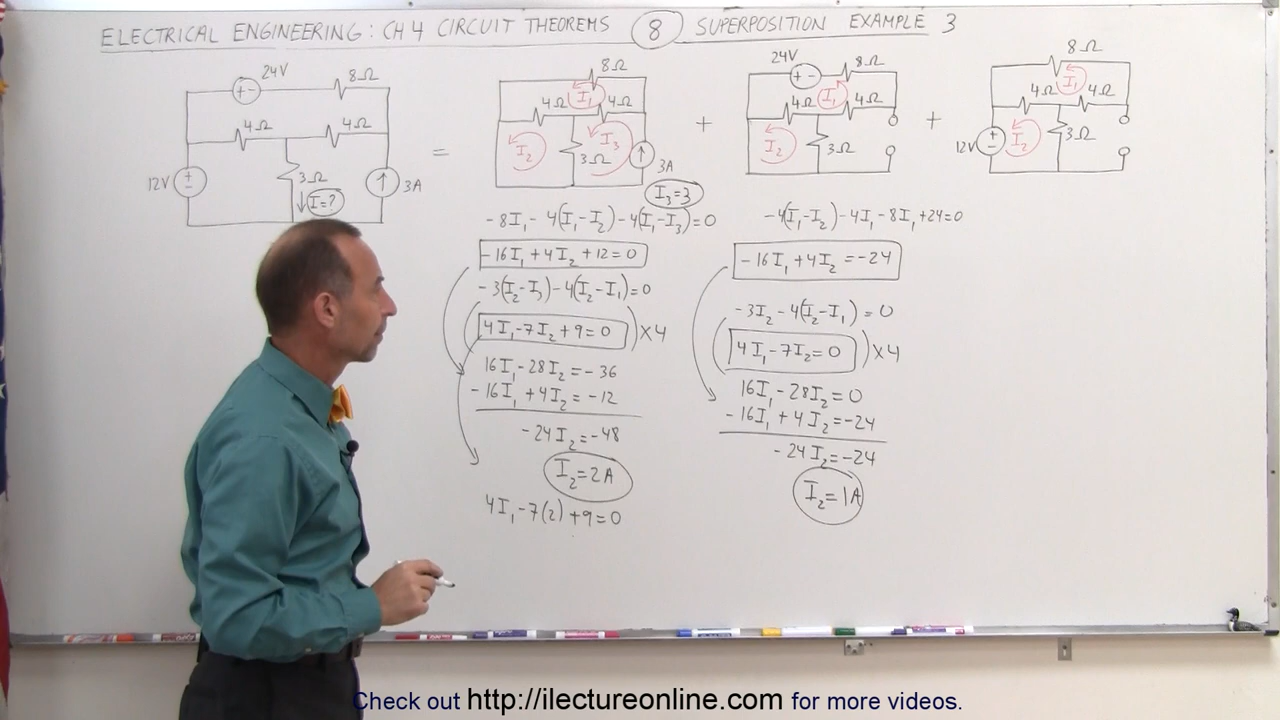 ELECTRICAL ENGINEERING: CH 4 CIRCUIT THEOREMS 8 SUPERPOSITION EXAMPLE 3
24V
8Ω
4Ω
4Ω
12V
3Ω
I=?
3A
=
8Ω
4Ω
I₁
4Ω
I₂
I₃
3Ω
3A
I₃=3
+
24V
8Ω
4Ω
I₁
4Ω
I₂
3Ω
+
8Ω
4Ω
I₁
4Ω
12V
I₂
3Ω
-8I₁-4(I₁-I₂)-4(I₁-I₃)=0
-16I₁+4I₂+12=0
-3(I₂-I₃)-4(I₂-I₁)=0
4I₁-7I₂+9=0 ) X4
16I₁-28I₂=-36
-16I₁+4I₂=-12
-24I₂=-48
I₂=2A
4I₁-7(2)+9=0
-4(I₁-I₂)-4I₁-8I₁+24=0
-16I₁+4I₂=-24
-3I₂-4(I₂-I₁)=0
4I₁-7I₂=0 ) X4
16I₁-28I₂=0
-16I₁+4I₂=-24
-24I₂=-24
I₂=1A
Check out http://ilectureonline.com for more videos.